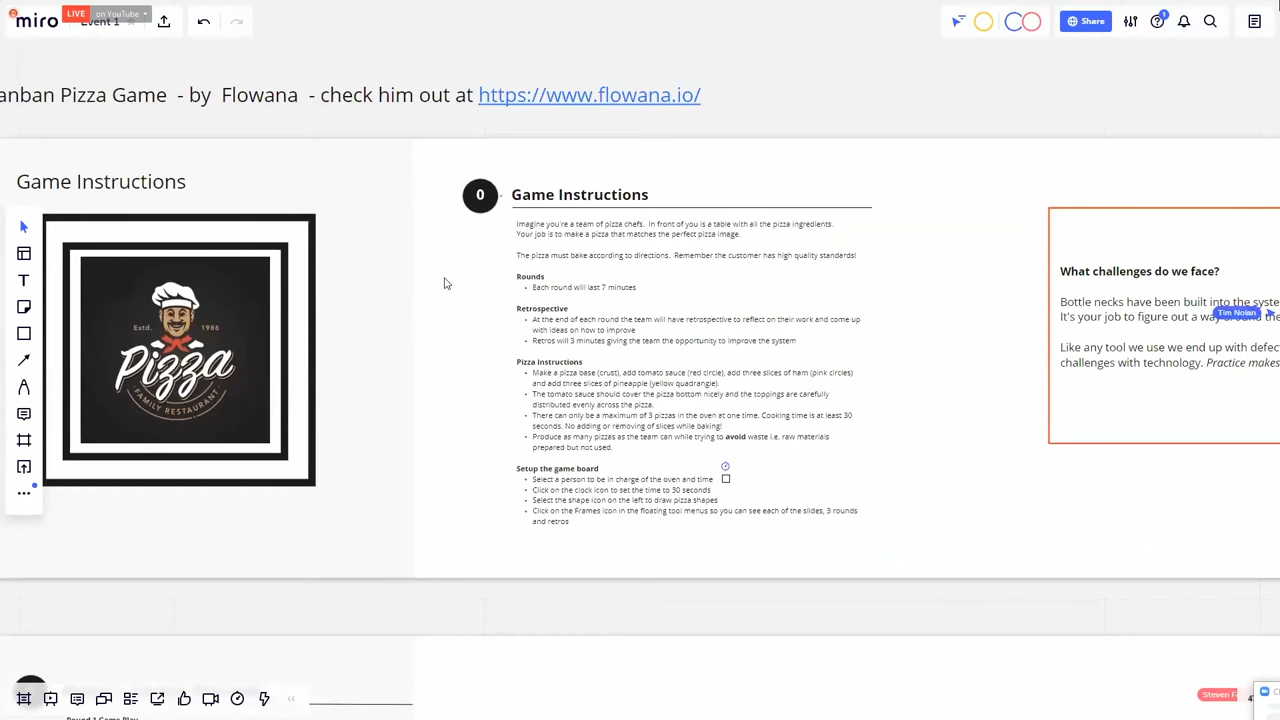 miro
LIVE
on YouTube
Event 1
Share
1
anban Pizza Game - by Flowana - check him out at https://www.flowana.io/
Game Instructions
Estd.
1986
Pizza
FAMILY RESTAURANT
0
Game Instructions
Imagine you're a team of pizza chefs. In front of you is a table with all the pizza ingredients.
Your job is to make a pizza that matches the perfect pizza image.
The pizza must bake according to directions. Remember the customer has high quality standards!
Rounds
• Each round will last 7 minutes
Retrospective
• At the end of each round the team will have retrospective to reflect on their work and come up
with ideas on how to improve
• Retros will 3 minutes giving the team the opportunity to improve the system
Pizza Instructions
• Make a pizza base (crust), add tomato sauce (red circle), add three slices of ham (pink circles)
and add three slices of pineapple (yellow quadrangle).
• The tomato sauce should cover the pizza bottom nicely and the toppings are carefully
distributed evenly across the pizza.
• There can only be a maximum of 3 pizzas in the oven at one time. Cooking time is at least 30
seconds. No adding or removing of slices while baking!
• Produce as many pizzas as the team can while trying to avoid waste i.e. raw materials
prepared but not used.
Setup the game board
• Select a person to be in charge of the oven and time
• Click on the clock icon to set the time to 30 seconds
• Select the shape icon on the left to draw pizza shapes
• Click on the Frames icon in the floating tool menus so you can see each of the slides, 3 rounds
and retros
What challenges do we face?
Bottle necks have been built into the syste
It's your job to figure out a way around the
Tim Nolan
Like any tool we use we end up with defect
challenges with technology. Practice makes
Steven F
Round 1 Game Play